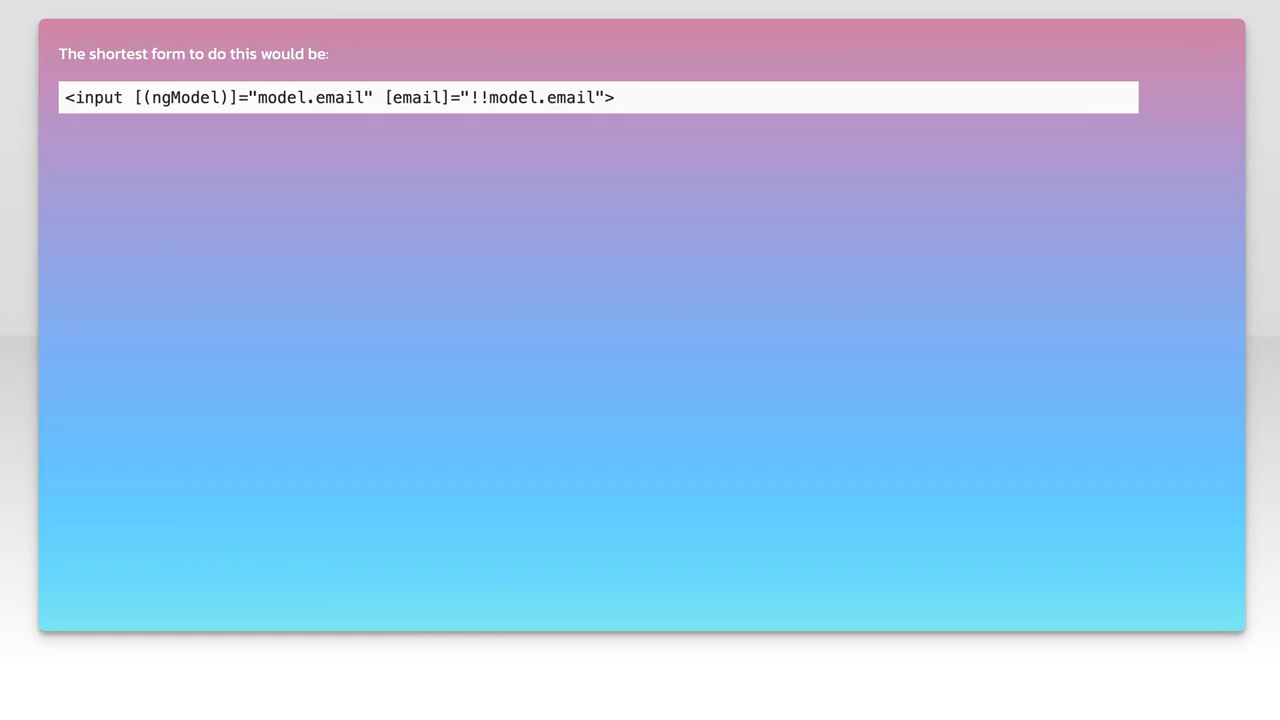 The shortest form to do this would be:
<input [(ngModel)]="model.email" [email]="!!model.email">